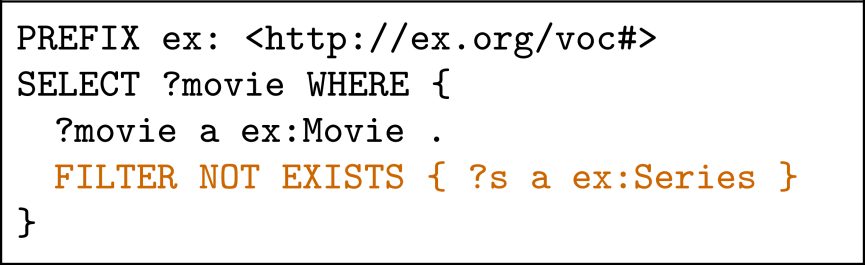 PREFIX ex: <http://ex.org/voc#>
SELECT ?movie WHERE {
  ?movie a ex:Movie .
  FILTER NOT EXISTS { ?s a ex:Series }
}